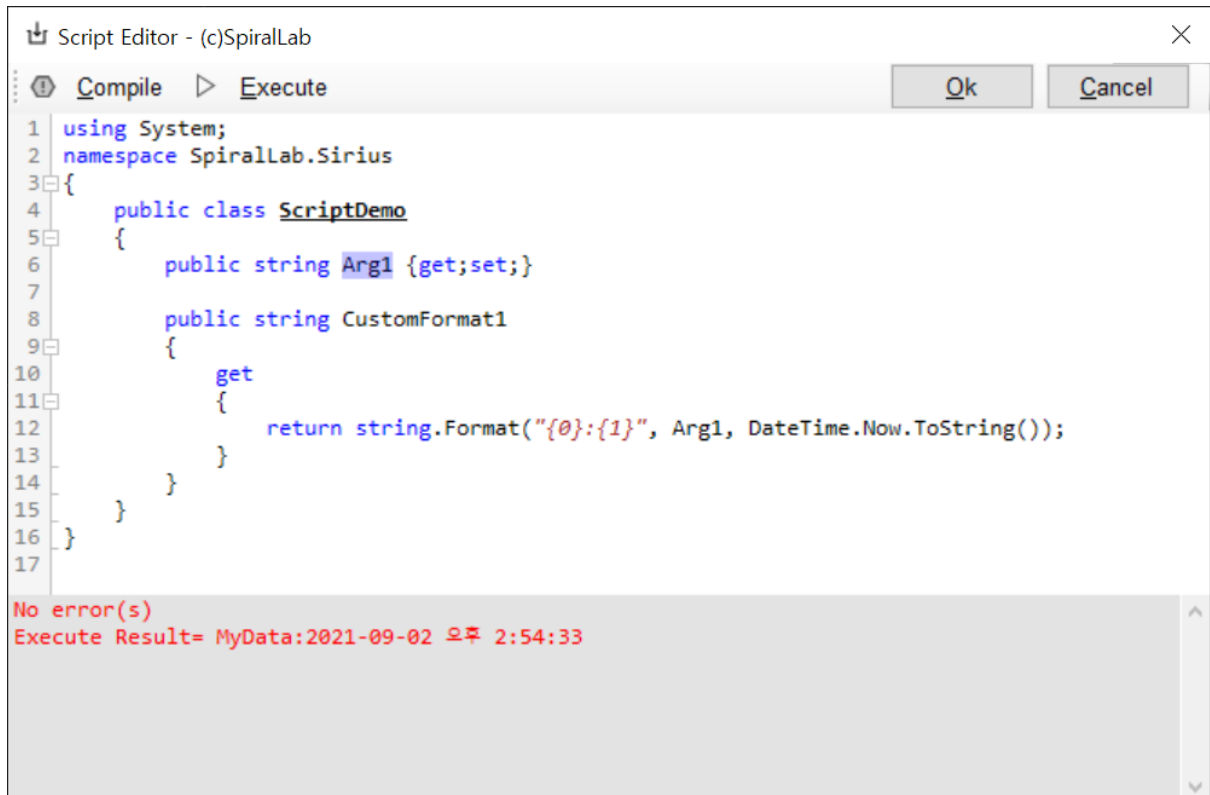 Script Editor - (c)SpiralLab
Compile Execute Ok Cancel
1 using System;
2 namespace SpiralLab.Sirius
3 {
4     public class ScriptDemo
5     {
6         public string Arg1 {get;set;}
7
8         public string CustomFormat1
9         {
10             get
11             {
12                 return string.Format("{0}:{1}", Arg1, DateTime.Now.ToString());
13             }
14         }
15     }
16 }
17
No error(s)
Execute Result= MyData:2021-09-02 오후 2:54:33